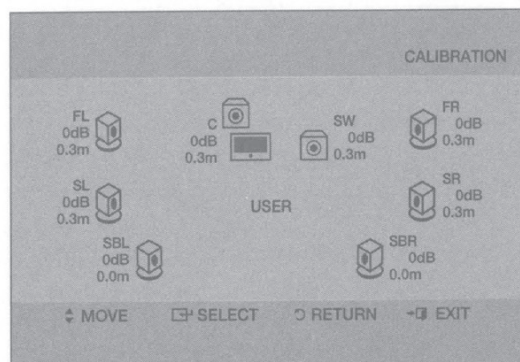 CALIBRATION
FL
0dB
0.3m
C
0dB
0.3m
SW
0dB
0.3m
FR
0dB
0.3m
SL
0dB
0.3m
USER
SR
0dB
0.3m
SBL
0dB
0.0m
SBR
0dB
0.0m
MOVE SELECT RETURN EXIT